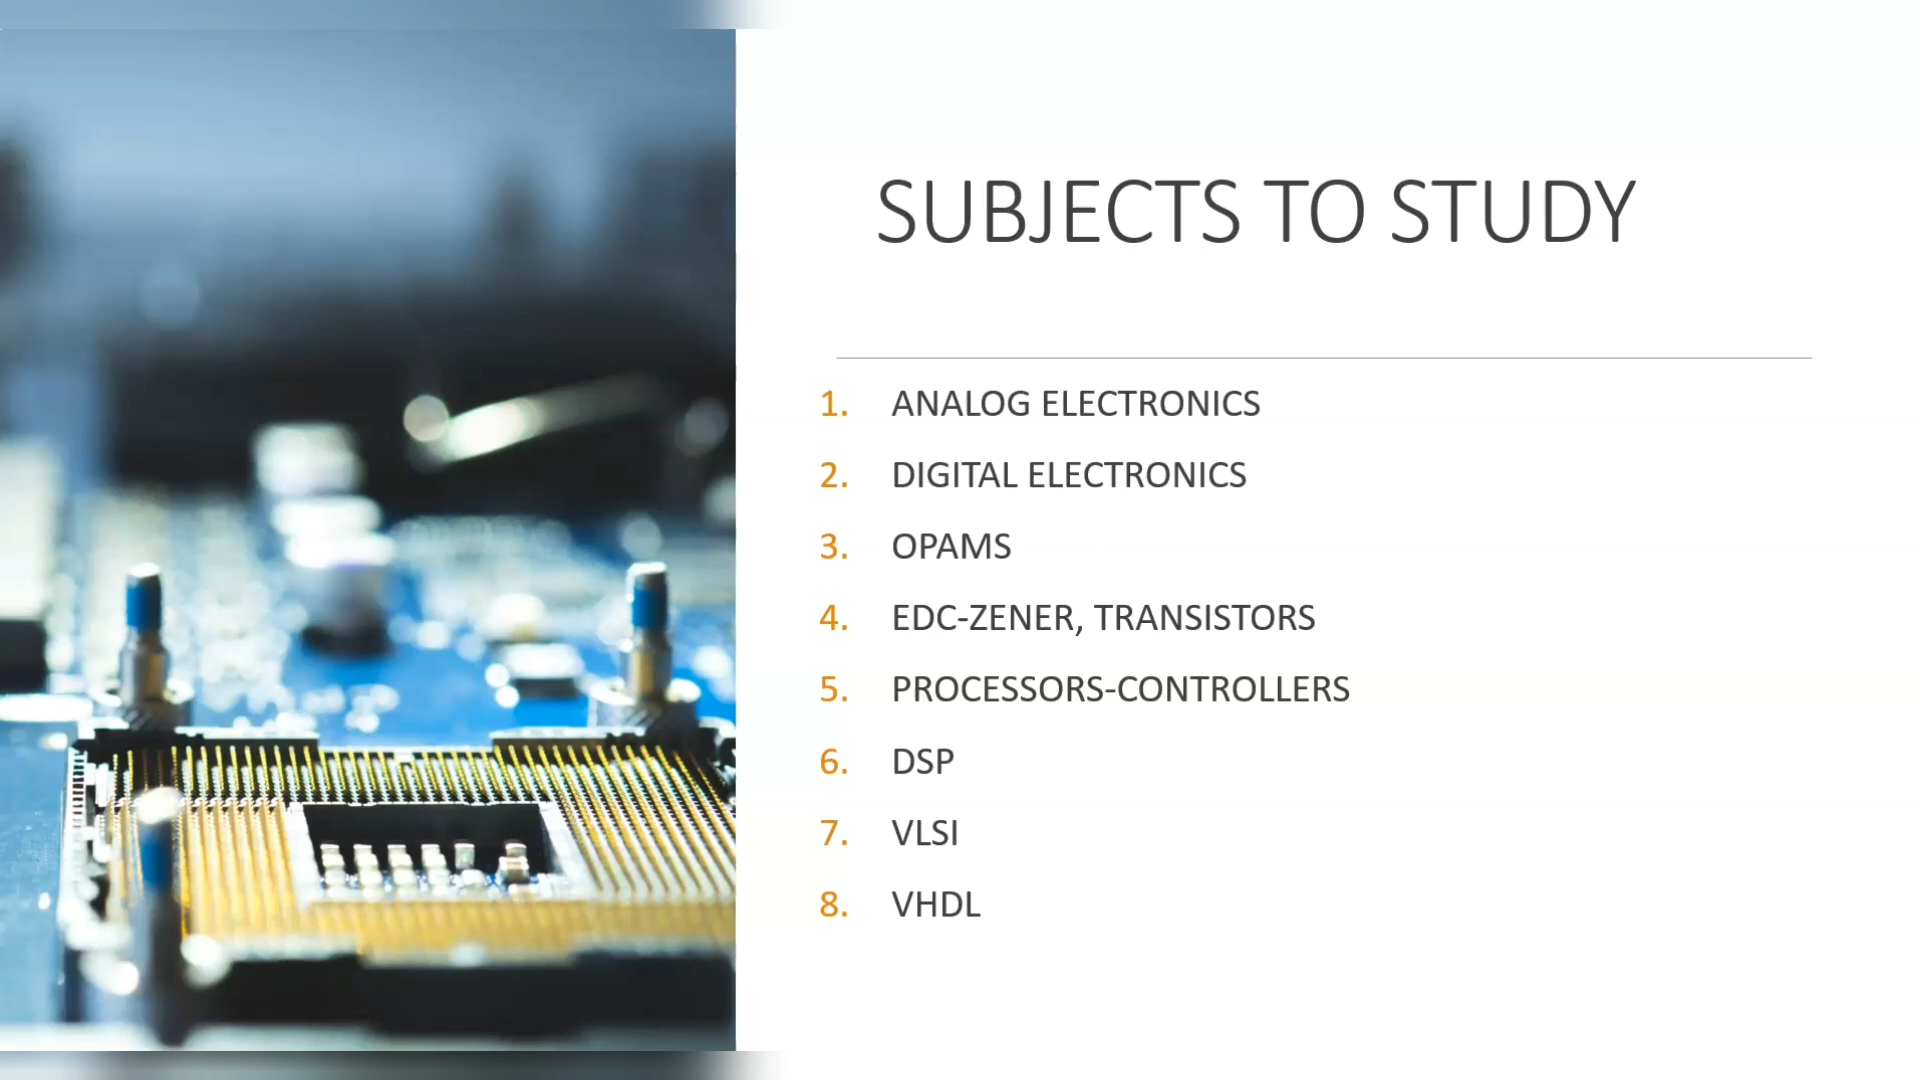 SUBJECTS TO STUDY
1. ANALOG ELECTRONICS
2. DIGITAL ELECTRONICS
3. OPAMS
4. EDC-ZENER, TRANSISTORS
5. PROCESSORS-CONTROLLERS
6. DSP
7. VLSI
8. VHDL